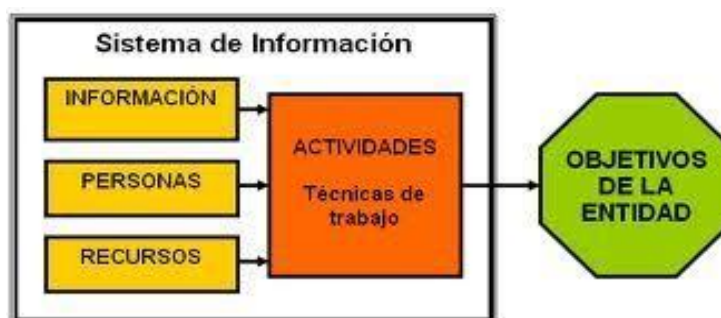 Sistema de Información
INFORMACIÓN
PERSONAS
RECURSOS
ACTIVIDADES
Técnicas de
trabajo
OBJETIVOS
DE LA
ENTIDAD